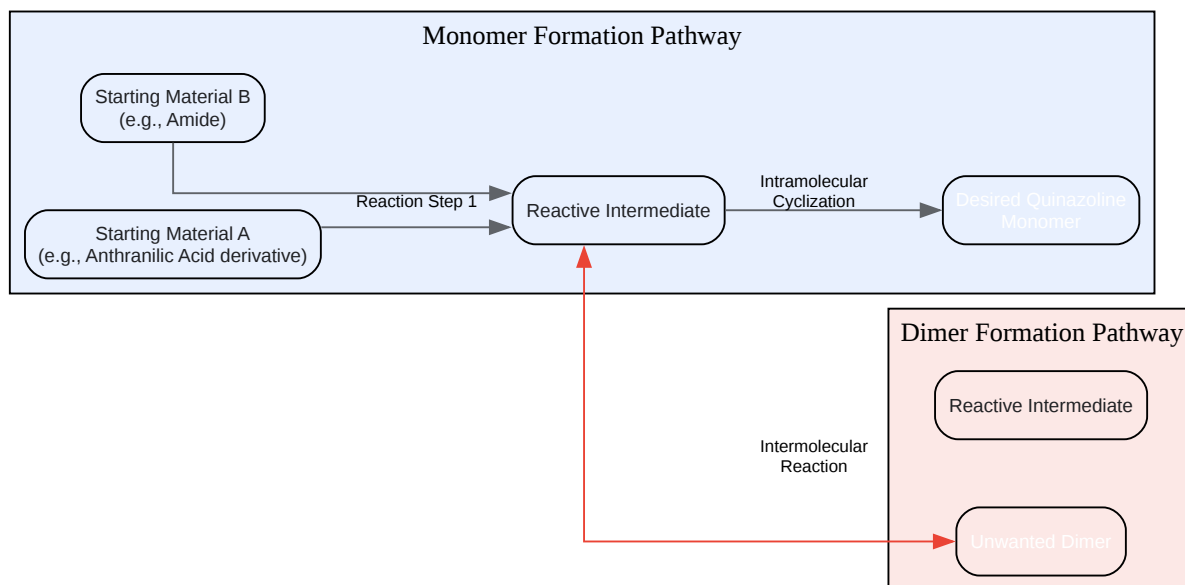 Monomer Formation Pathway
Starting Material B
(e.g., Amide)
Reaction Step 1
Starting Material A
(e.g., Anthranilic Acid derivative)
Reactive Intermediate
Intramolecular
Cyclization
Desired Quinazoline
Monomer
Dimer Formation Pathway
Reactive Intermediate
Intermolecular
Reaction
Unwanted Dimer